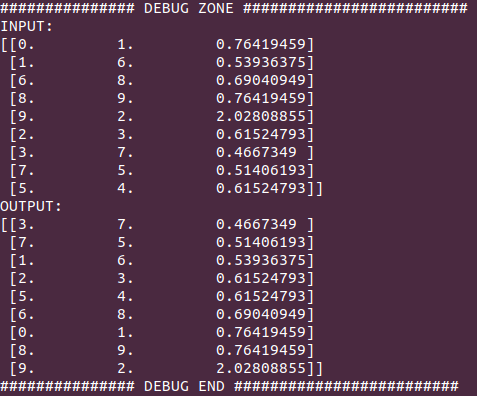 ############### DEBUG ZONE #########################
INPUT:
[[0.         1.         0.76419459]
 [1.         6.         0.53936375]
 [6.         8.         0.69040949]
 [8.         9.         0.76419459]
 [9.         2.         2.02808855]
 [2.         3.         0.61524793]
 [3.         7.         0.4667349 ]
 [7.         5.         0.51406193]
 [5.         4.         0.61524793]]
OUTPUT:
[[3.         7.         0.4667349 ]
 [7.         5.         0.51406193]
 [1.         6.         0.53936375]
 [2.         3.         0.61524793]
 [5.         4.         0.61524793]
 [6.         8.         0.69040949]
 [0.         1.         0.76419459]
 [8.         9.         0.76419459]
 [9.         2.         2.02808855]]
############### DEBUG END #########################